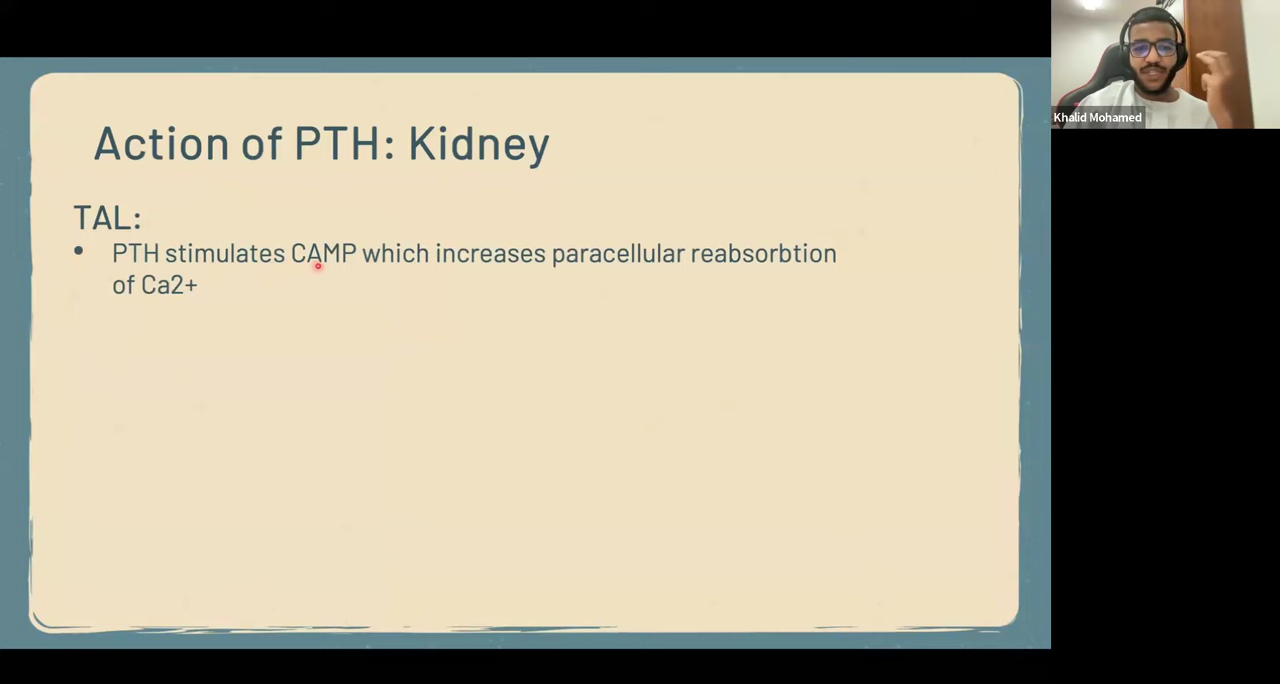 Action of PTH: Kidney
TAL:
• PTH stimulates CAMP which increases paracellular reabsorbtion
of Ca2+
Khalid Mohamed